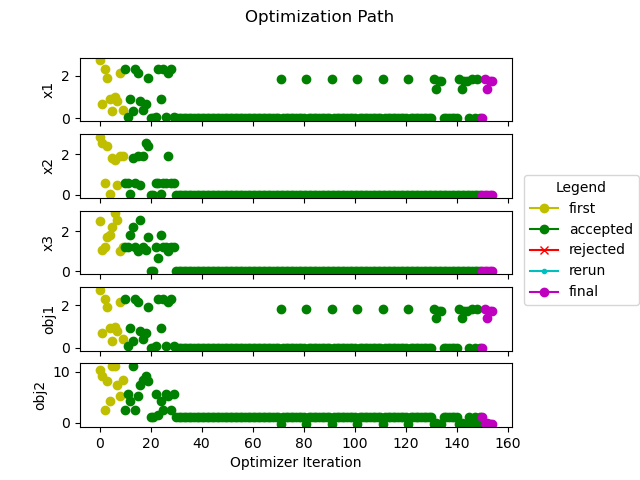 Optimization Path
x1
2
0
x2
2
0
x3
2
0
obj1
2
0
obj2
10
0
0 20 40 60 80 100 120 140 160
Optimizer Iteration
Legend
first
accepted
rejected
rerun
final